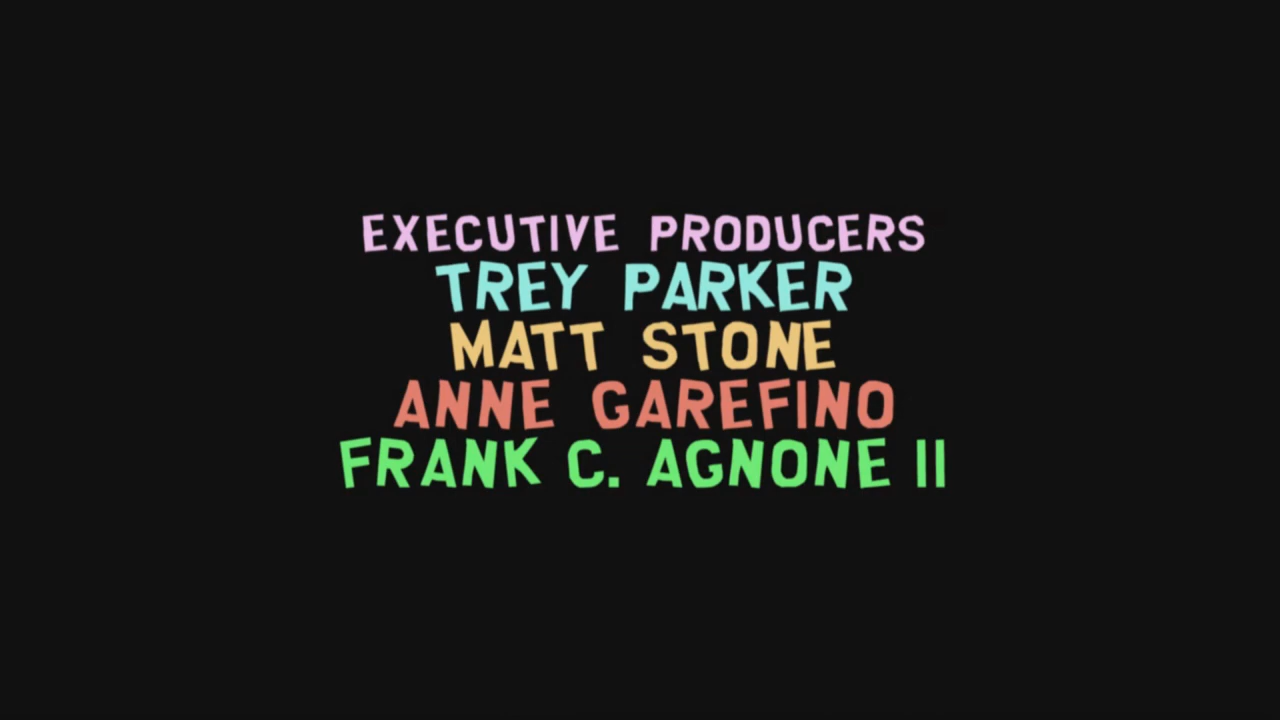 EXECUTIVE PRODUCERS
TREY PARKER
MATT STONE
ANNE GAREFINO
FRANK C. AGNONE II